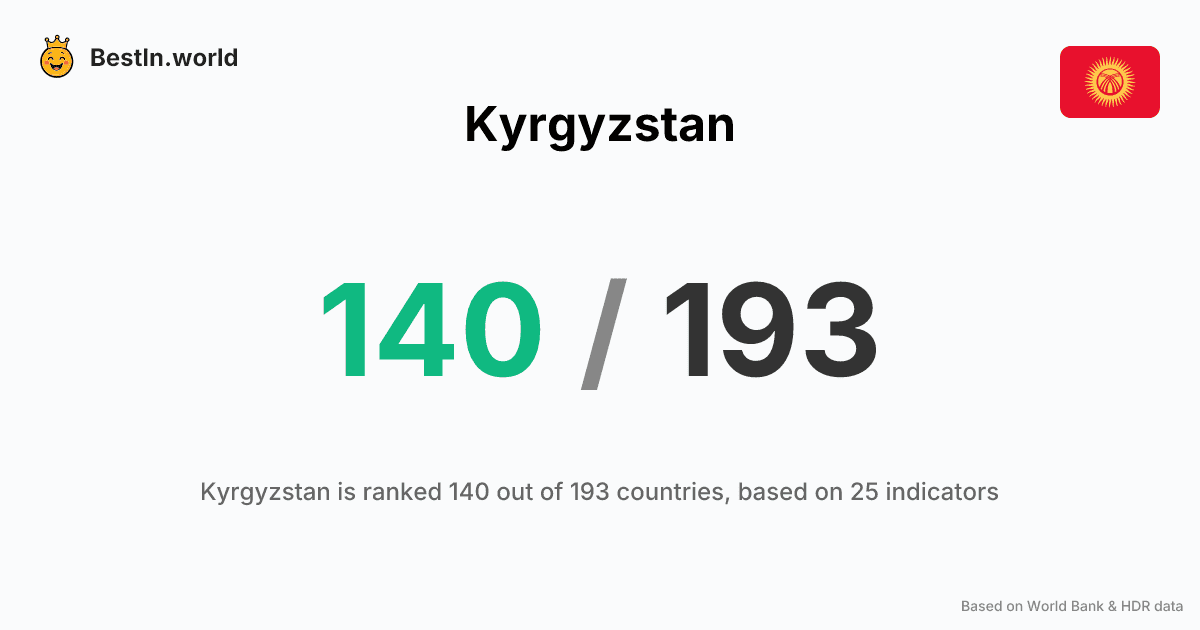 BestIn.world
Kyrgyzstan
140 / 193
Kyrgyzstan is ranked 140 out of 193 countries, based on 25 indicators
Based on World Bank & HDR data